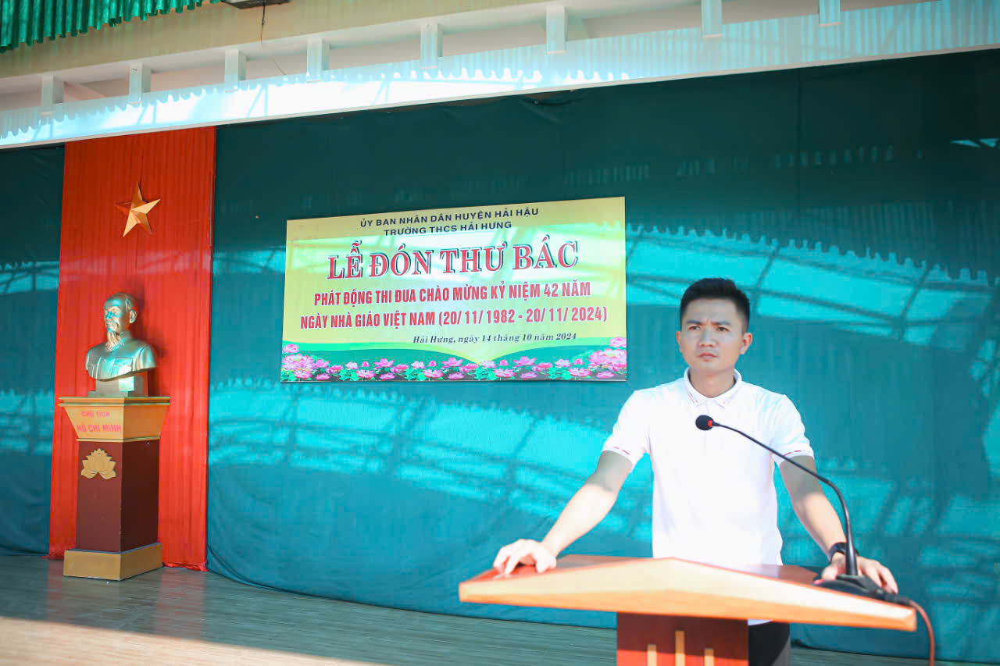 ỦY BAN NHÂN DÂN HUYỆN HẢI HẬU
TRƯỜNG THCS HẢI HƯNG
LỄ ĐÓN THƯ BÁC
PHÁT ĐỘNG THI ĐUA CHÀO MỪNG KỶ NIỆM 42 NĂM
NGÀY NHÀ GIÁO VIỆT NAM (20/ 11/ 1982 - 20/ 11/ 2024)
Hải Hưng, ngày 14 tháng 10 năm 2024
CHỦ TỊCH
HỒ CHÍ MINH